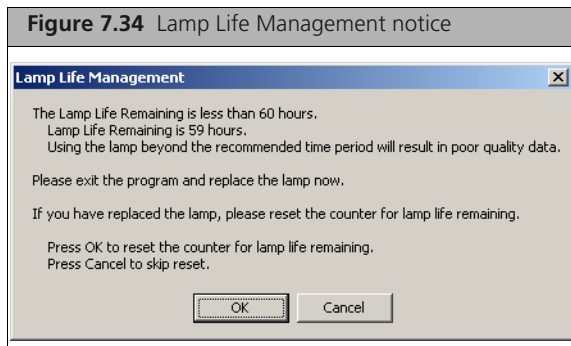 Figure 7.34 Lamp Life Management notice
Lamp Life Management
The Lamp Life Remaining is less than 60 hours.
Lamp Life Remaining is 59 hours.
Using the lamp beyond the recommended time period will result in poor quality data.
Please exit the program and replace the lamp now.
If you have replaced the lamp, please reset the counter for lamp life remaining.
Press OK to reset the counter for lamp life remaining.
Press Cancel to skip reset.
OK Cancel